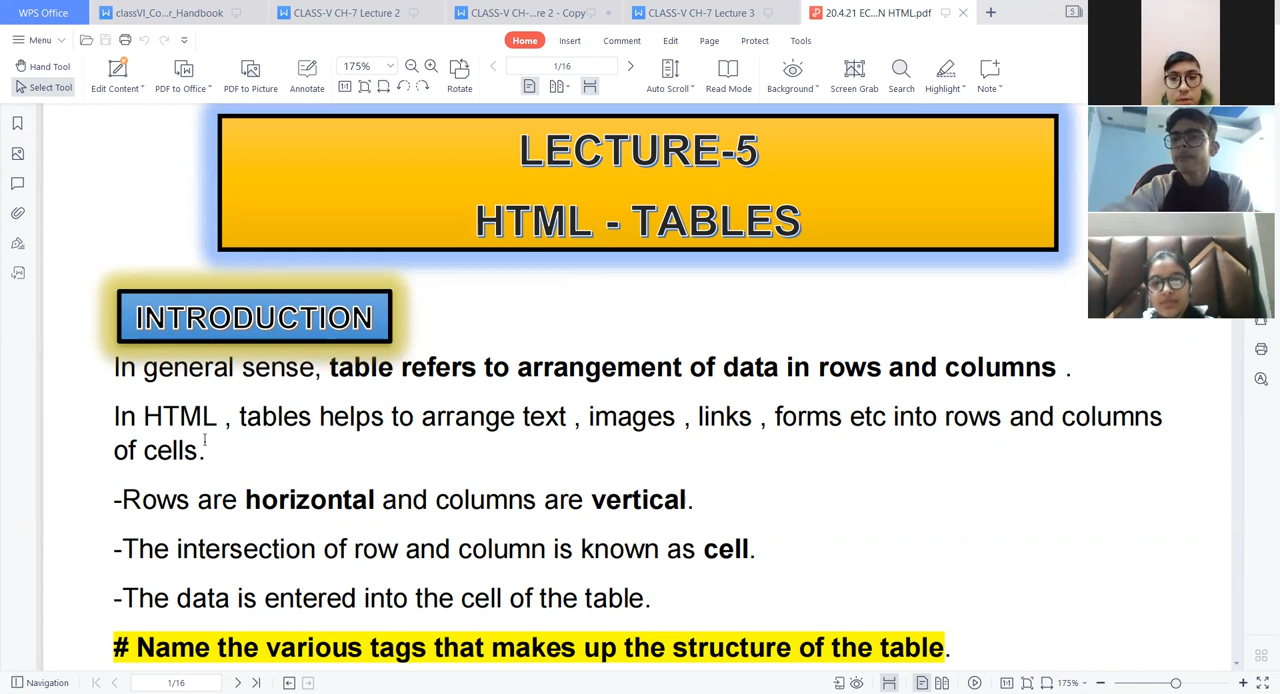 WPS Office
classVI_Co...r_Handbook
CLASS-V CH-7 Lecture 2
CLASS-V CH-...re 2 - Copy
CLASS-V CH-7 Lecture 3
20.4.21 EC...N HTML.pdf
5
Menu
Home
Insert
Comment
Edit
Page
Protect
Tools
Hand Tool
Select Tool
Edit Content
PDF to Office
PDF to Picture
Annotate
175%
1:1
Rotate
1/16
Auto Scroll
Read Mode
Background
Screen Grab
Search
Highlight
Note
LECTURE-5
HTML - TABLES
INTRODUCTION
In general sense, table refers to arrangement of data in rows and columns .
In HTML , tables helps to arrange text , images , links , forms etc into rows and columns
of cells.
-Rows are horizontal and columns are vertical.
-The intersection of row and column is known as cell.
-The data is entered into the cell of the table.
# Name the various tags that makes up the structure of the table.
Navigation
1/16
1:1
175%